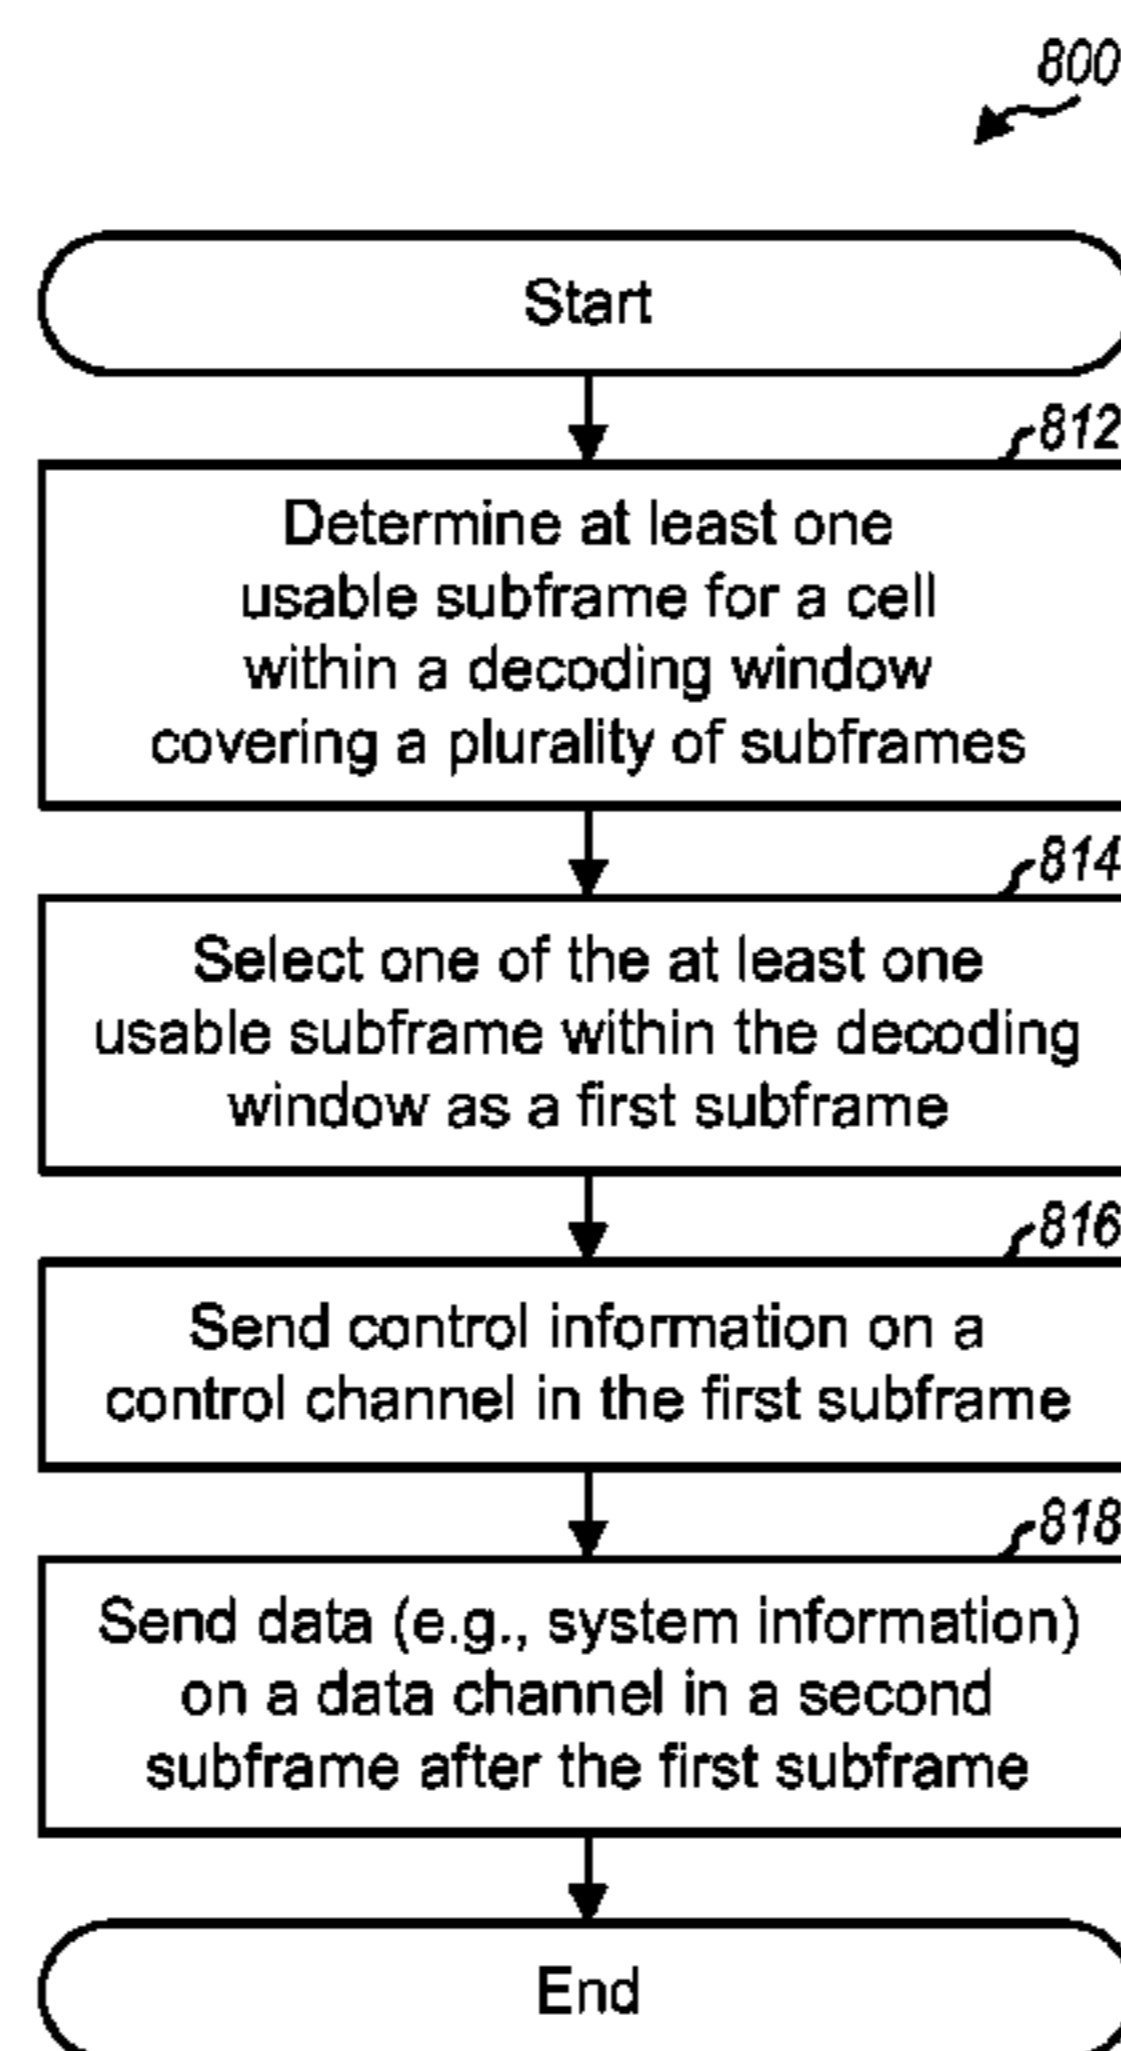 800
Start
812
Determine at least one
usable subframe for a cell
within a decoding window
covering a plurality of subframes
814
Select one of the at least one
usable subframe within the decoding
window as a first subframe
816
Send control information on a
control channel in the first subframe
818
Send data (e.g., system information)
on a data channel in a second
subframe after the first subframe
End